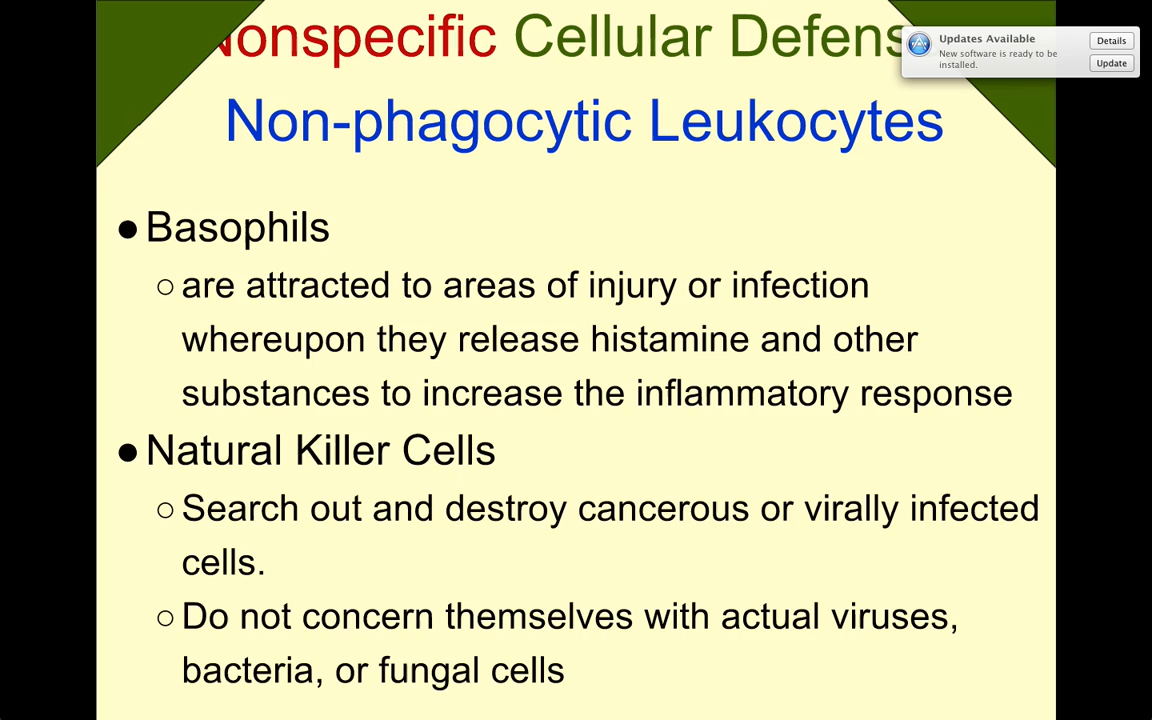 Nonspecific Cellular Defens
Updates Available
New software is ready to be
installed.
Details
Update
Non-phagocytic Leukocytes
●Basophils
○are attracted to areas of injury or infection
whereupon they release histamine and other
substances to increase the inflammatory response
●Natural Killer Cells
○Search out and destroy cancerous or virally infected
cells.
○Do not concern themselves with actual viruses,
bacteria, or fungal cells